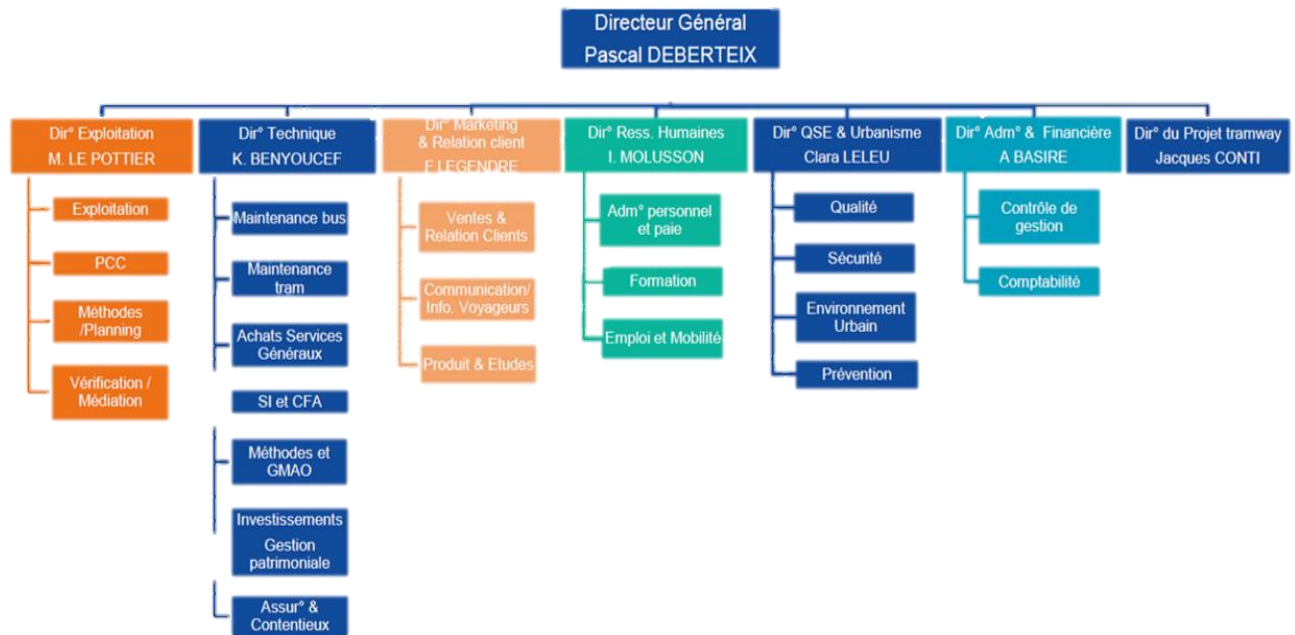 Directeur Général
Pascal DEBERTEIX
Dir° Exploitation
M. LE POTTIER
Exploitation
PCC
Méthodes
/Planning
Vérification /
Médiation
Dir° Technique
K. BENYOUCEF
Maintenance bus
Maintenance
tram
Achats Services
Généraux
SI et CFA
Méthodes et
GMAO
Investissements
Gestion
patrimoniale
Assur° &
Contentieux
Dir° Marketing
& Relation client
F LEGENDRE
Ventes &
Relation Clients
Communication/
Info. Voyageurs
Produit & Etudes
Dir° Ress. Humaines
I. MOLUSSON
Adm° personnel
et paie
Formation
Emploi et Mobilité
Dir° QSE & Urbanisme
Clara LELEU
Qualité
Sécurité
Environnement
Urbain
Prévention
Dir° Adm° & Financière
A BASIRE
Contrôle de
gestion
Comptabilité
Dir° du Projet tramway
Jacques CONTI